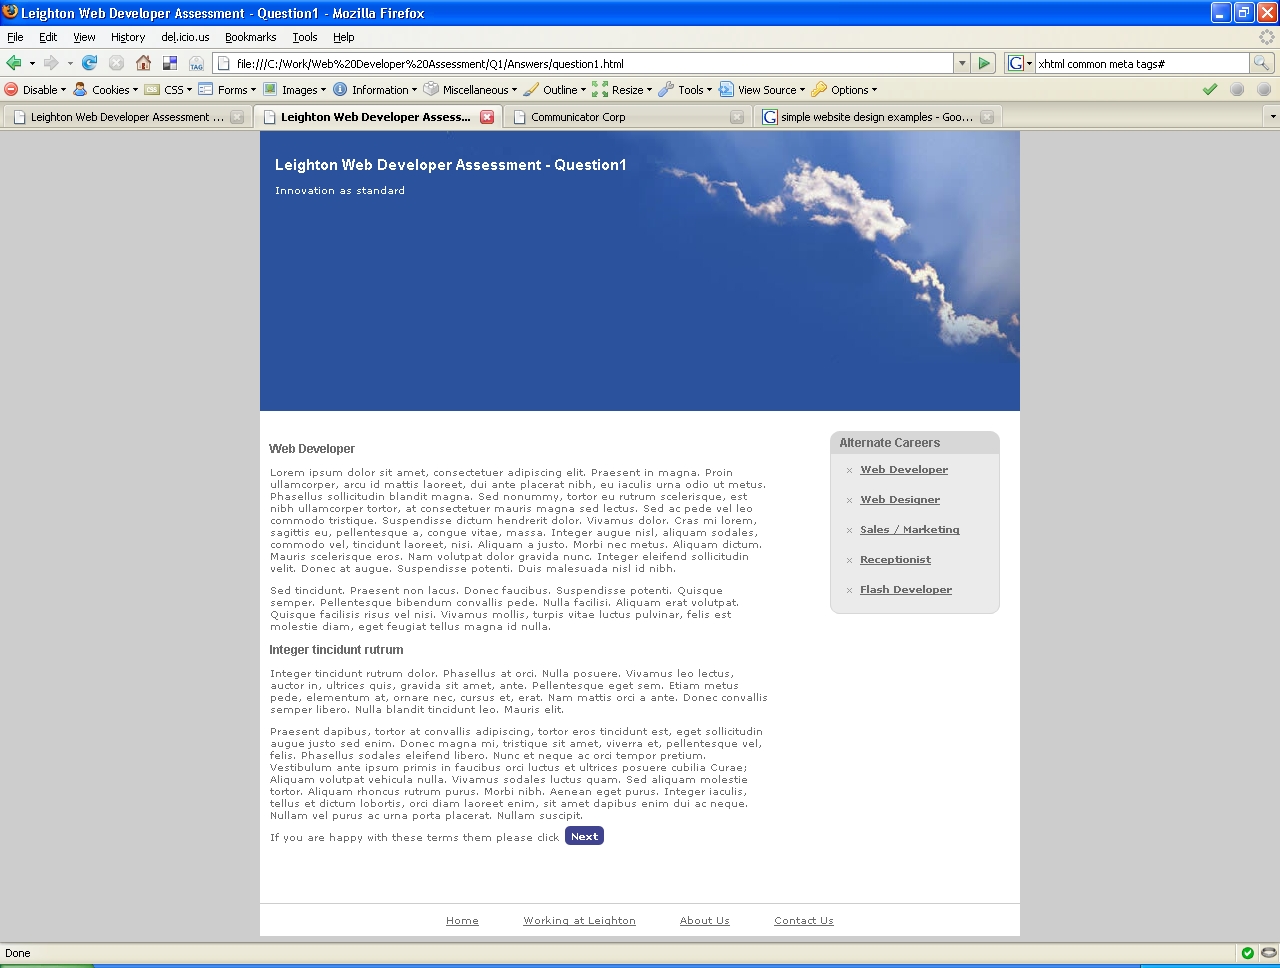 Leighton Web Developer Assessment - Question1 - Mozilla Firefox
File Edit View History del.icio.us Bookmarks Tools Help
TAG file:///C:/Work/Web%20Developer%20Assessment/Q1/Answers/question1.html G xhtml common meta tags#
Disable Cookies CSS CSS Forms Images Information Miscellaneous Outline Resize Tools View Source Options
Leighton Web Developer Assessment ... Leighton Web Developer Assess... Communicator Corp G simple website design examples - Goo...
Leighton Web Developer Assessment - Question1
Innovation as standard
Web Developer
Lorem ipsum dolor sit amet, consectetuer adipiscing elit. Praesent in magna. Proin
ullamcorper, arcu id mattis laoreet, dui ante placerat nibh, eu iaculis urna odio ut metus.
Phasellus sollicitudin blandit magna. Sed nonummy, tortor eu rutrum scelerisque, est
nibh ullamcorper tortor, at consectetuer mauris magna sed lectus. Sed ac pede vel leo
commodo tristique. Suspendisse dictum hendrerit dolor. Vivamus dolor. Cras mi lorem,
sagittis eu, pellentesque a, congue vitae, massa. Integer augue nisl, aliquam sodales,
commodo vel, tincidunt laoreet, nisi. Aliquam a justo. Morbi nec metus. Aliquam dictum.
Mauris scelerisque eros. Nam volutpat dolor gravida nunc. Integer eleifend sollicitudin
velit. Donec at augue. Suspendisse potenti. Duis malesuada nisl id nibh.
Sed tincidunt. Praesent non lacus. Donec faucibus. Suspendisse potenti. Quisque
semper. Pellentesque bibendum convallis pede. Nulla facilisi. Aliquam erat volutpat.
Quisque facilisis risus vel nisi. Vivamus mollis, turpis vitae luctus pulvinar, felis est
molestie diam, eget feugiat tellus magna id nulla.
Integer tincidunt rutrum
Integer tincidunt rutrum dolor. Phasellus at orci. Nulla posuere. Vivamus leo lectus,
auctor in, ultrices quis, gravida sit amet, ante. Pellentesque eget sem. Etiam metus
pede, elementum at, ornare nec, cursus et, erat. Nam mattis orci a ante. Donec convallis
semper libero. Nulla blandit tincidunt leo. Mauris elit.
Praesent dapibus, tortor at convallis adipiscing, tortor eros tincidunt est, eget sollicitudin
augue justo sed enim. Donec magna mi, tristique sit amet, viverra et, pellentesque vel,
felis. Phasellus sodales eleifend libero. Nunc et neque ac orci tempor pretium.
Vestibulum ante ipsum primis in faucibus orci luctus et ultrices posuere cubilia Curae;
Aliquam volutpat vehicula nulla. Vivamus sodales luctus quam. Sed aliquam molestie
tortor. Aliquam rhoncus rutrum purus. Morbi nibh. Aenean eget purus. Integer iaculis,
tellus et dictum lobortis, orci diam laoreet enim, sit amet dapibus enim dui ac neque.
Nullam vel purus ac urna porta placerat. Nullam suscipit.
If you are happy with these terms them please click Next
Alternate Careers
Web Developer
Web Designer
Sales / Marketing
Receptionist
Flash Developer
Home Working at Leighton About Us Contact Us
Done